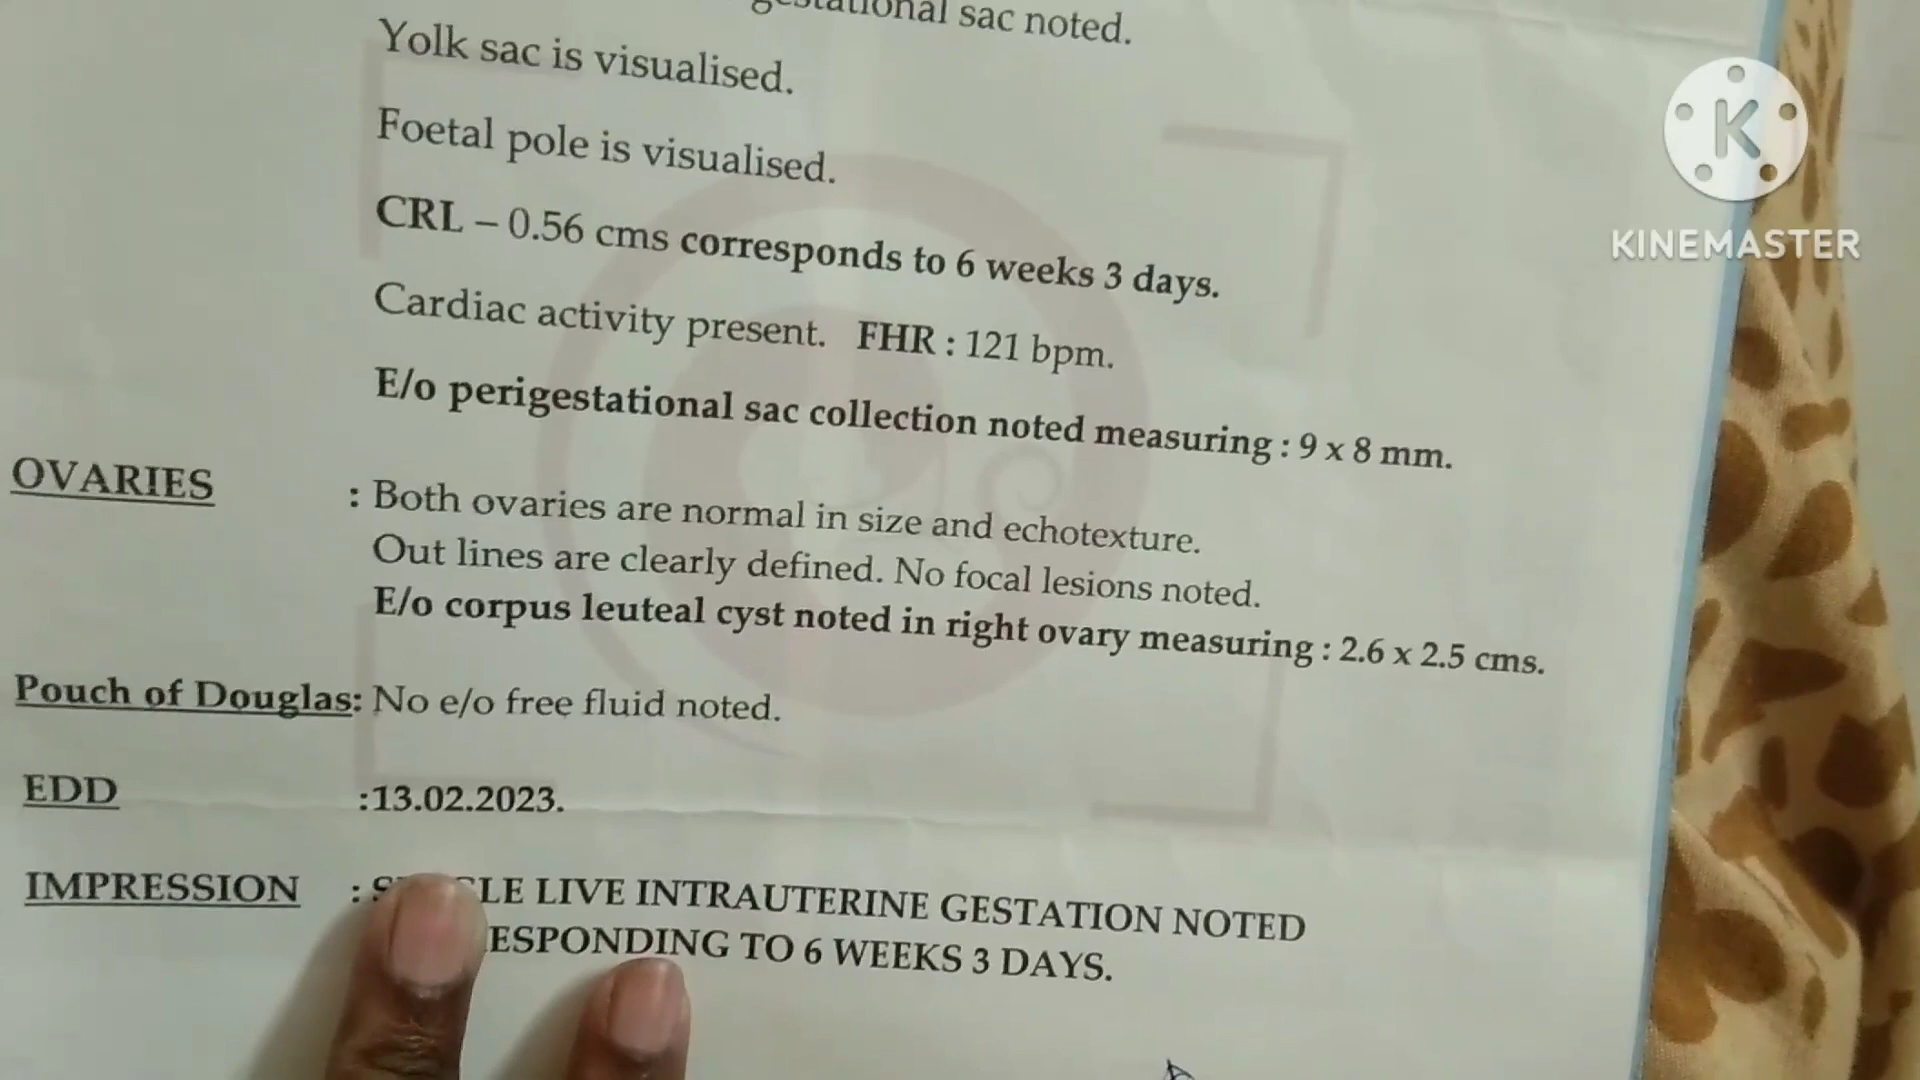 gestational sac noted.
Yolk sac is visualised.
Foetal pole is visualised.
CRL – 0.56 cms corresponds to 6 weeks 3 days.
Cardiac activity present. FHR : 121 bpm.
E/o perigestational sac collection noted measuring : 9 x 8 mm.
OVARIES : Both ovaries are normal in size and echotexture.
Out lines are clearly defined. No focal lesions noted.
E/o corpus leuteal cyst noted in right ovary measuring : 2.6 x 2.5 cms.
Pouch of Douglas: No e/o free fluid noted.
EDD :13.02.2023.
IMPRESSION : LIVE INTRAUTERINE GESTATION NOTED
TO 6 WEEKS 3 DAYS.
K
KINEMASTER